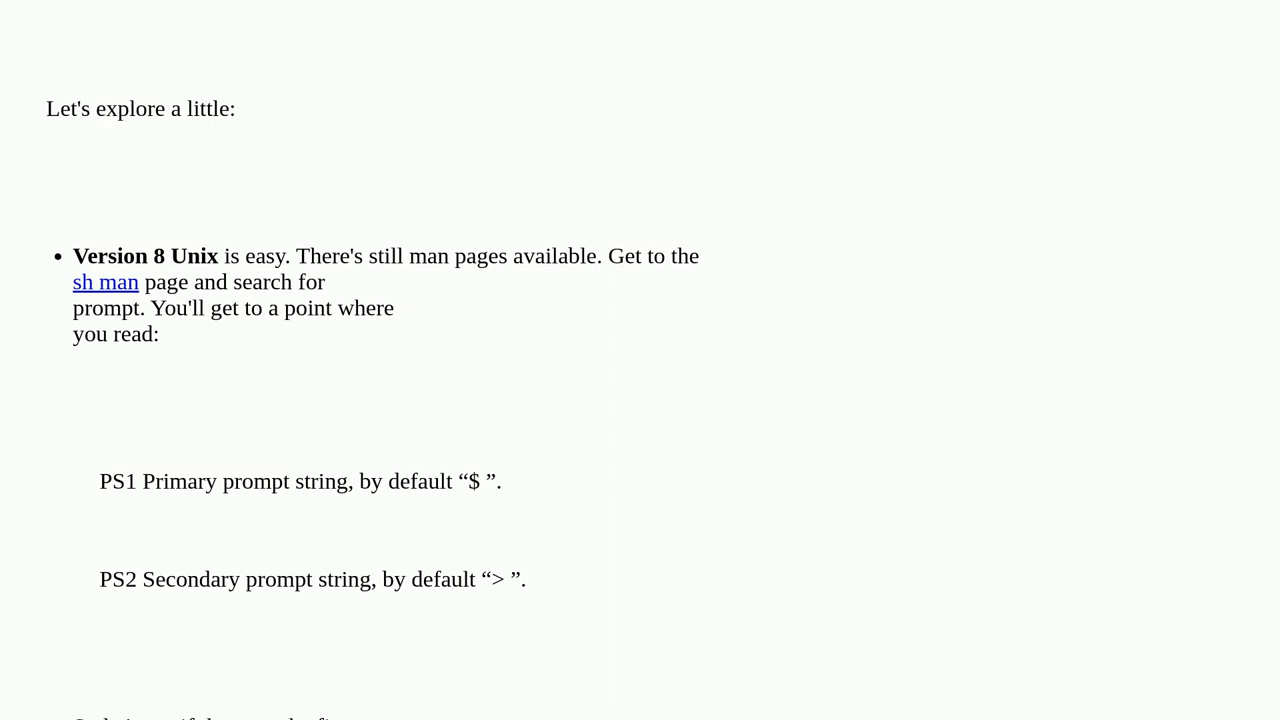 Let's explore a little:
• Version 8 Unix is easy. There's still man pages available. Get to the
sh man page and search for
prompt. You'll get to a point where
you read:
PS1 Primary prompt string, by default “$ ”.
PS2 Secondary prompt string, by default “> ”.